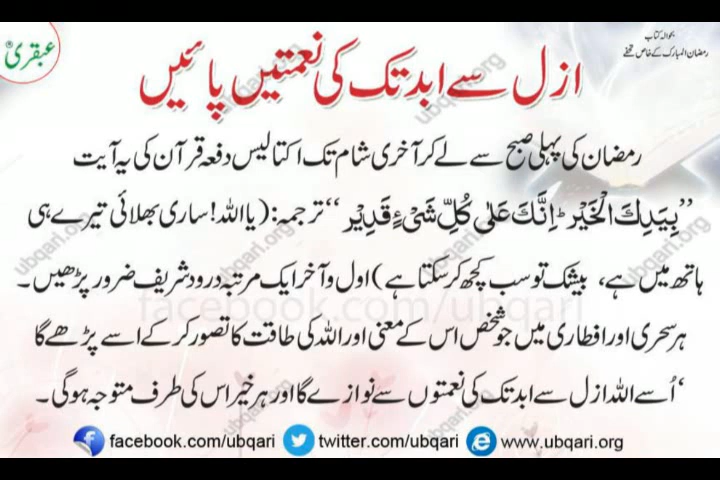 بحوالہ کتاب
رمضان المبارک کے خاص تحفے
عبقری®
ازل سے ابد تک کی نعمتیں پائیں
رمضان کی پہلی صبح سے لے کر آخری شام تک اکتالیس دفعہ قرآن کی یہ آیت
’’بِيَدِكَ الْخَيْرُ ؕ اِنَّكَ عَلٰى كُلِّ شَيْءٍ قَدِيْر‘‘ ترجمہ: (یا اللہ! ساری بھلائی تیرے ہی
ہاتھ میں ہے، بیشک تو سب کچھ کر سکتا ہے) اول و آخر ایک مرتبہ درود شریف ضرور پڑھیں۔
ہر سحری اور افطاری میں جو شخص اس کے معنی اور اللہ کی طاقت کا تصور کر کے اسے پڑھے گا
‘اُسے اللہ ازل سے ابد تک کی نعمتوں سے نوازے گا اور ہر خیر اس کی طرف متوجہ ہوگی۔
facebook.com/ubqari twitter.com/ubqari www.ubqari.org